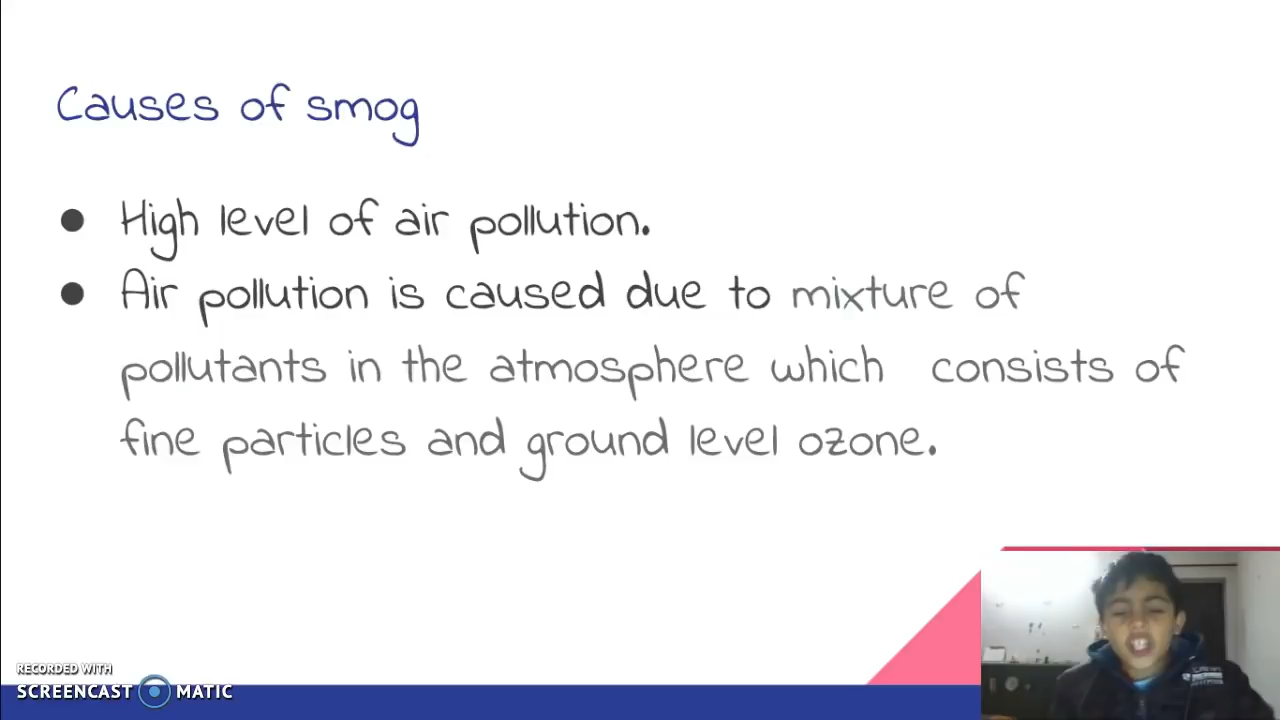 Causes of smog
● High level of air pollution.
● Air pollution is caused due to mixture of
pollutants in the atmosphere which consists of
fine particles and ground level ozone.
RECORDED WITH
SCREENCAST MATIC